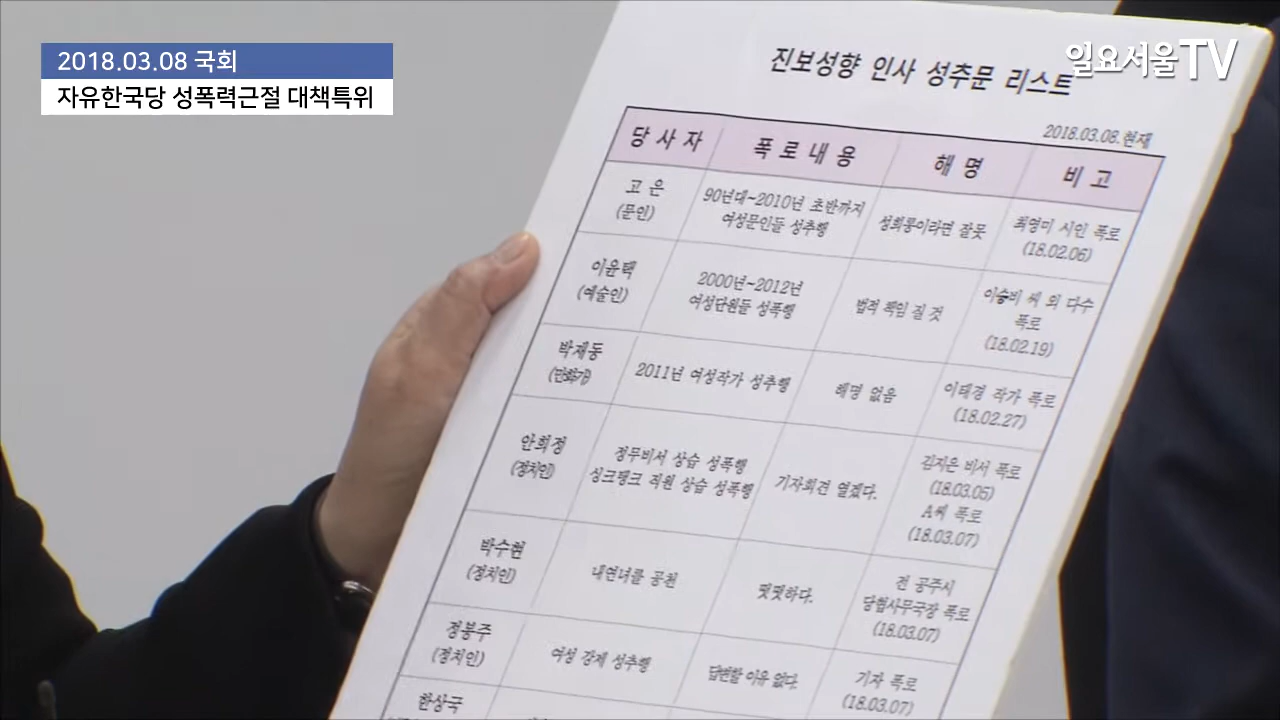 2018.03.08 국회
자유한국당 성폭력근절 대책특위
일요서울TV
진보성향 인사 성추문 리스트
2018.03.08.현재
당 사 자 폭 로 내 용 해 명 비 고
고 은
(문인)
90년대~2010년 초반까지
여성문인들 성추행
성희롱이라면 잘못
최영미 시인 폭로
(18.02.06)
이윤택
(예술인)
2000년~2012년
여성단원들 성폭행
법적 책임 질 것
이승비 씨 외 다수
폭로
(18.02.19)
박재동
(만화가)
2011년 여성작가 성추행
해명 없음
이태경 작가 폭로
(18.02.27)
안희정
(정치인)
정무비서 상습 성폭행
싱크탱크 직원 상습 성폭행
기자회견 열겠다.
김지은 비서 폭로
(18.03.05)
A씨 폭로
(18.03.07)
박수현
(정치인)
내연녀를 공천
떳떳하다.
전 공주시
당협사무국장 폭로
(18.03.07)
정봉주
(정치인)
여성 강제 성추행
답변할 이유 없다.
기자 폭로
(18.03.07)
한상국